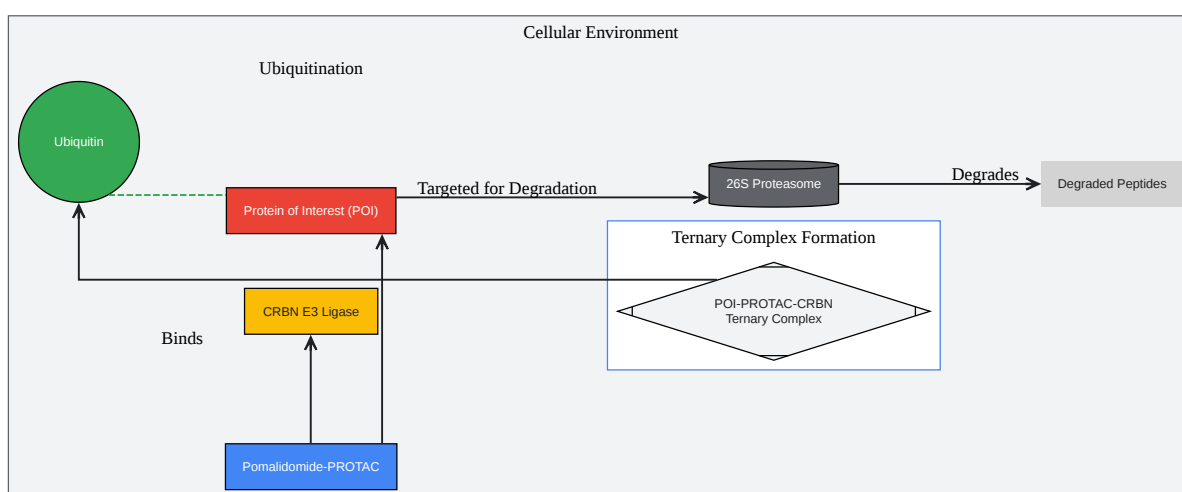 Cellular Environment
Ubiquitination
Ubiquitin
Protein of Interest (POI)
Targeted for Degradation
26S Proteasome
Degrades
Degraded Peptides
Ternary Complex Formation
POI-PROTAC-CRBN
Ternary Complex
CRBN E3 Ligase
Binds
Pomalidomide-PROTAC